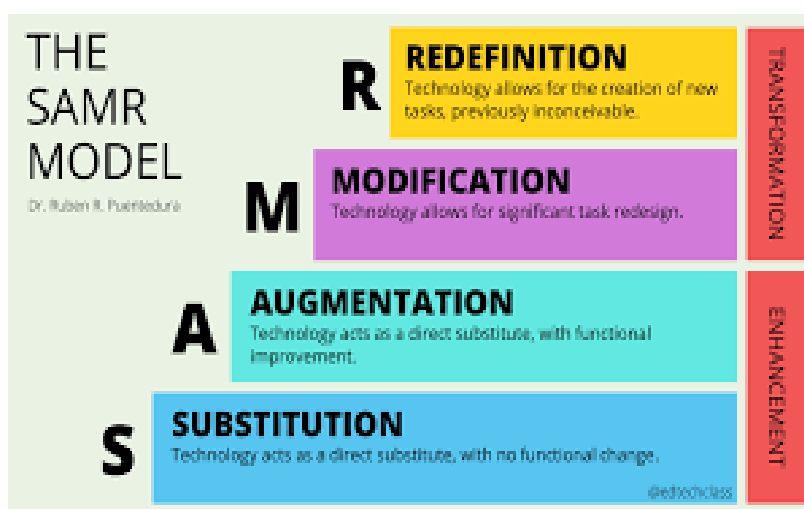 THE
SAMR
MODEL
Dr. Ruben R. Puentedura
R
REDEFINITION
Technology allows for the creation of new
tasks, previously inconceivable.
M
MODIFICATION
Technology allows for significant task redesign.
TRANSFORMATION
A
AUGMENTATION
Technology acts as a direct substitute, with functional
improvement.
S
SUBSTITUTION
Technology acts as a direct substitute, with no functional change.
@edtechclass
ENHANCEMENT